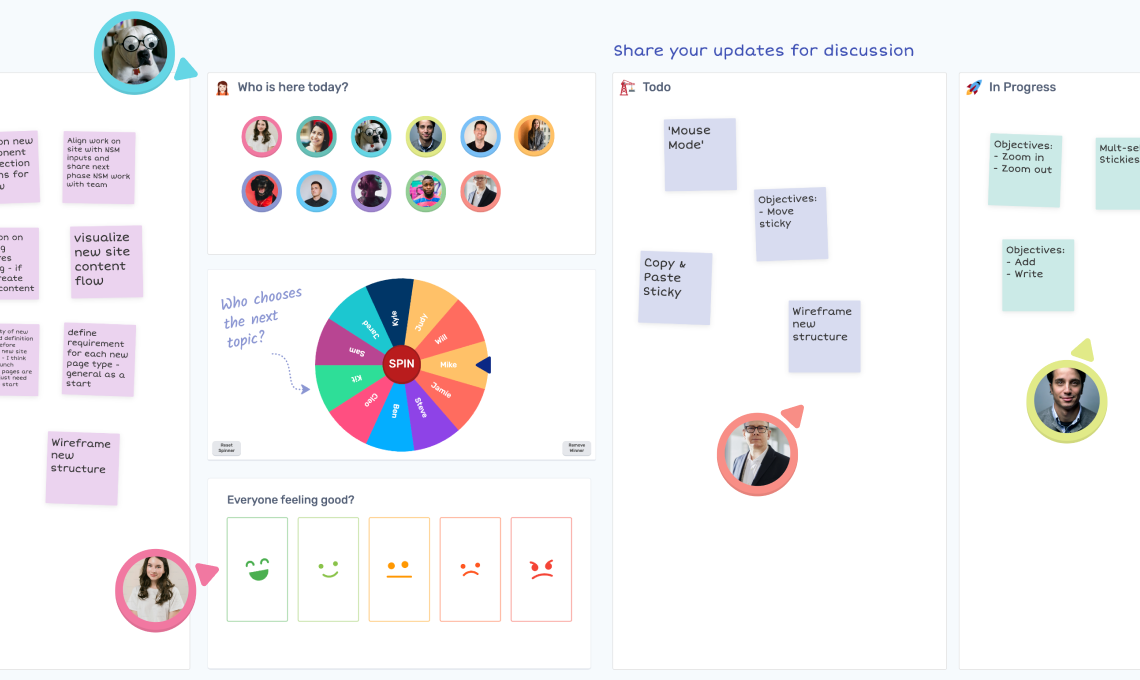 Share your updates for discussion
on new
onent
ection
ns for
w
Align work on
site with NSM
inputs and
share next
phase NSM work
with team
on on
g
res
g - if
reate
content
visualize
new site
content
flow
ty of new
d definition
efore
new site
- I think
unch
pages are
ust need
start
define
requirement
for each new
page type -
general as a
start
Wireframe
new
structure
Who is here today?
Who chooses
the next
topic?
Kyle
Judy
Will
Mike
Jamie
Steve
Ben
Cleo
Kit
Sam
Jared
SPIN
Reset
Spinner
Remove
Winner
Everyone feeling good?
Todo
'Mouse
Mode'
Objectives:
- Move
sticky
Copy &
Paste
Sticky
Wireframe
new
structure
In Progress
Objectives:
- Zoom in
- Zoom out
Mult-se
Stickies
Objectives:
- Add
- Write